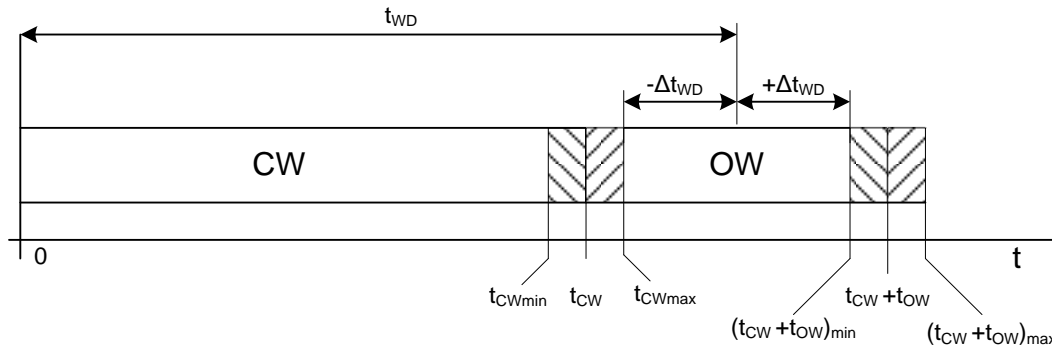 tWD
-ΔtWD
+ΔtWD
CW
OW
0
t
tCWmin
tCW
tCWmax
(tCW +tOW)min
tCW +tOW
(tCW +tOW)max